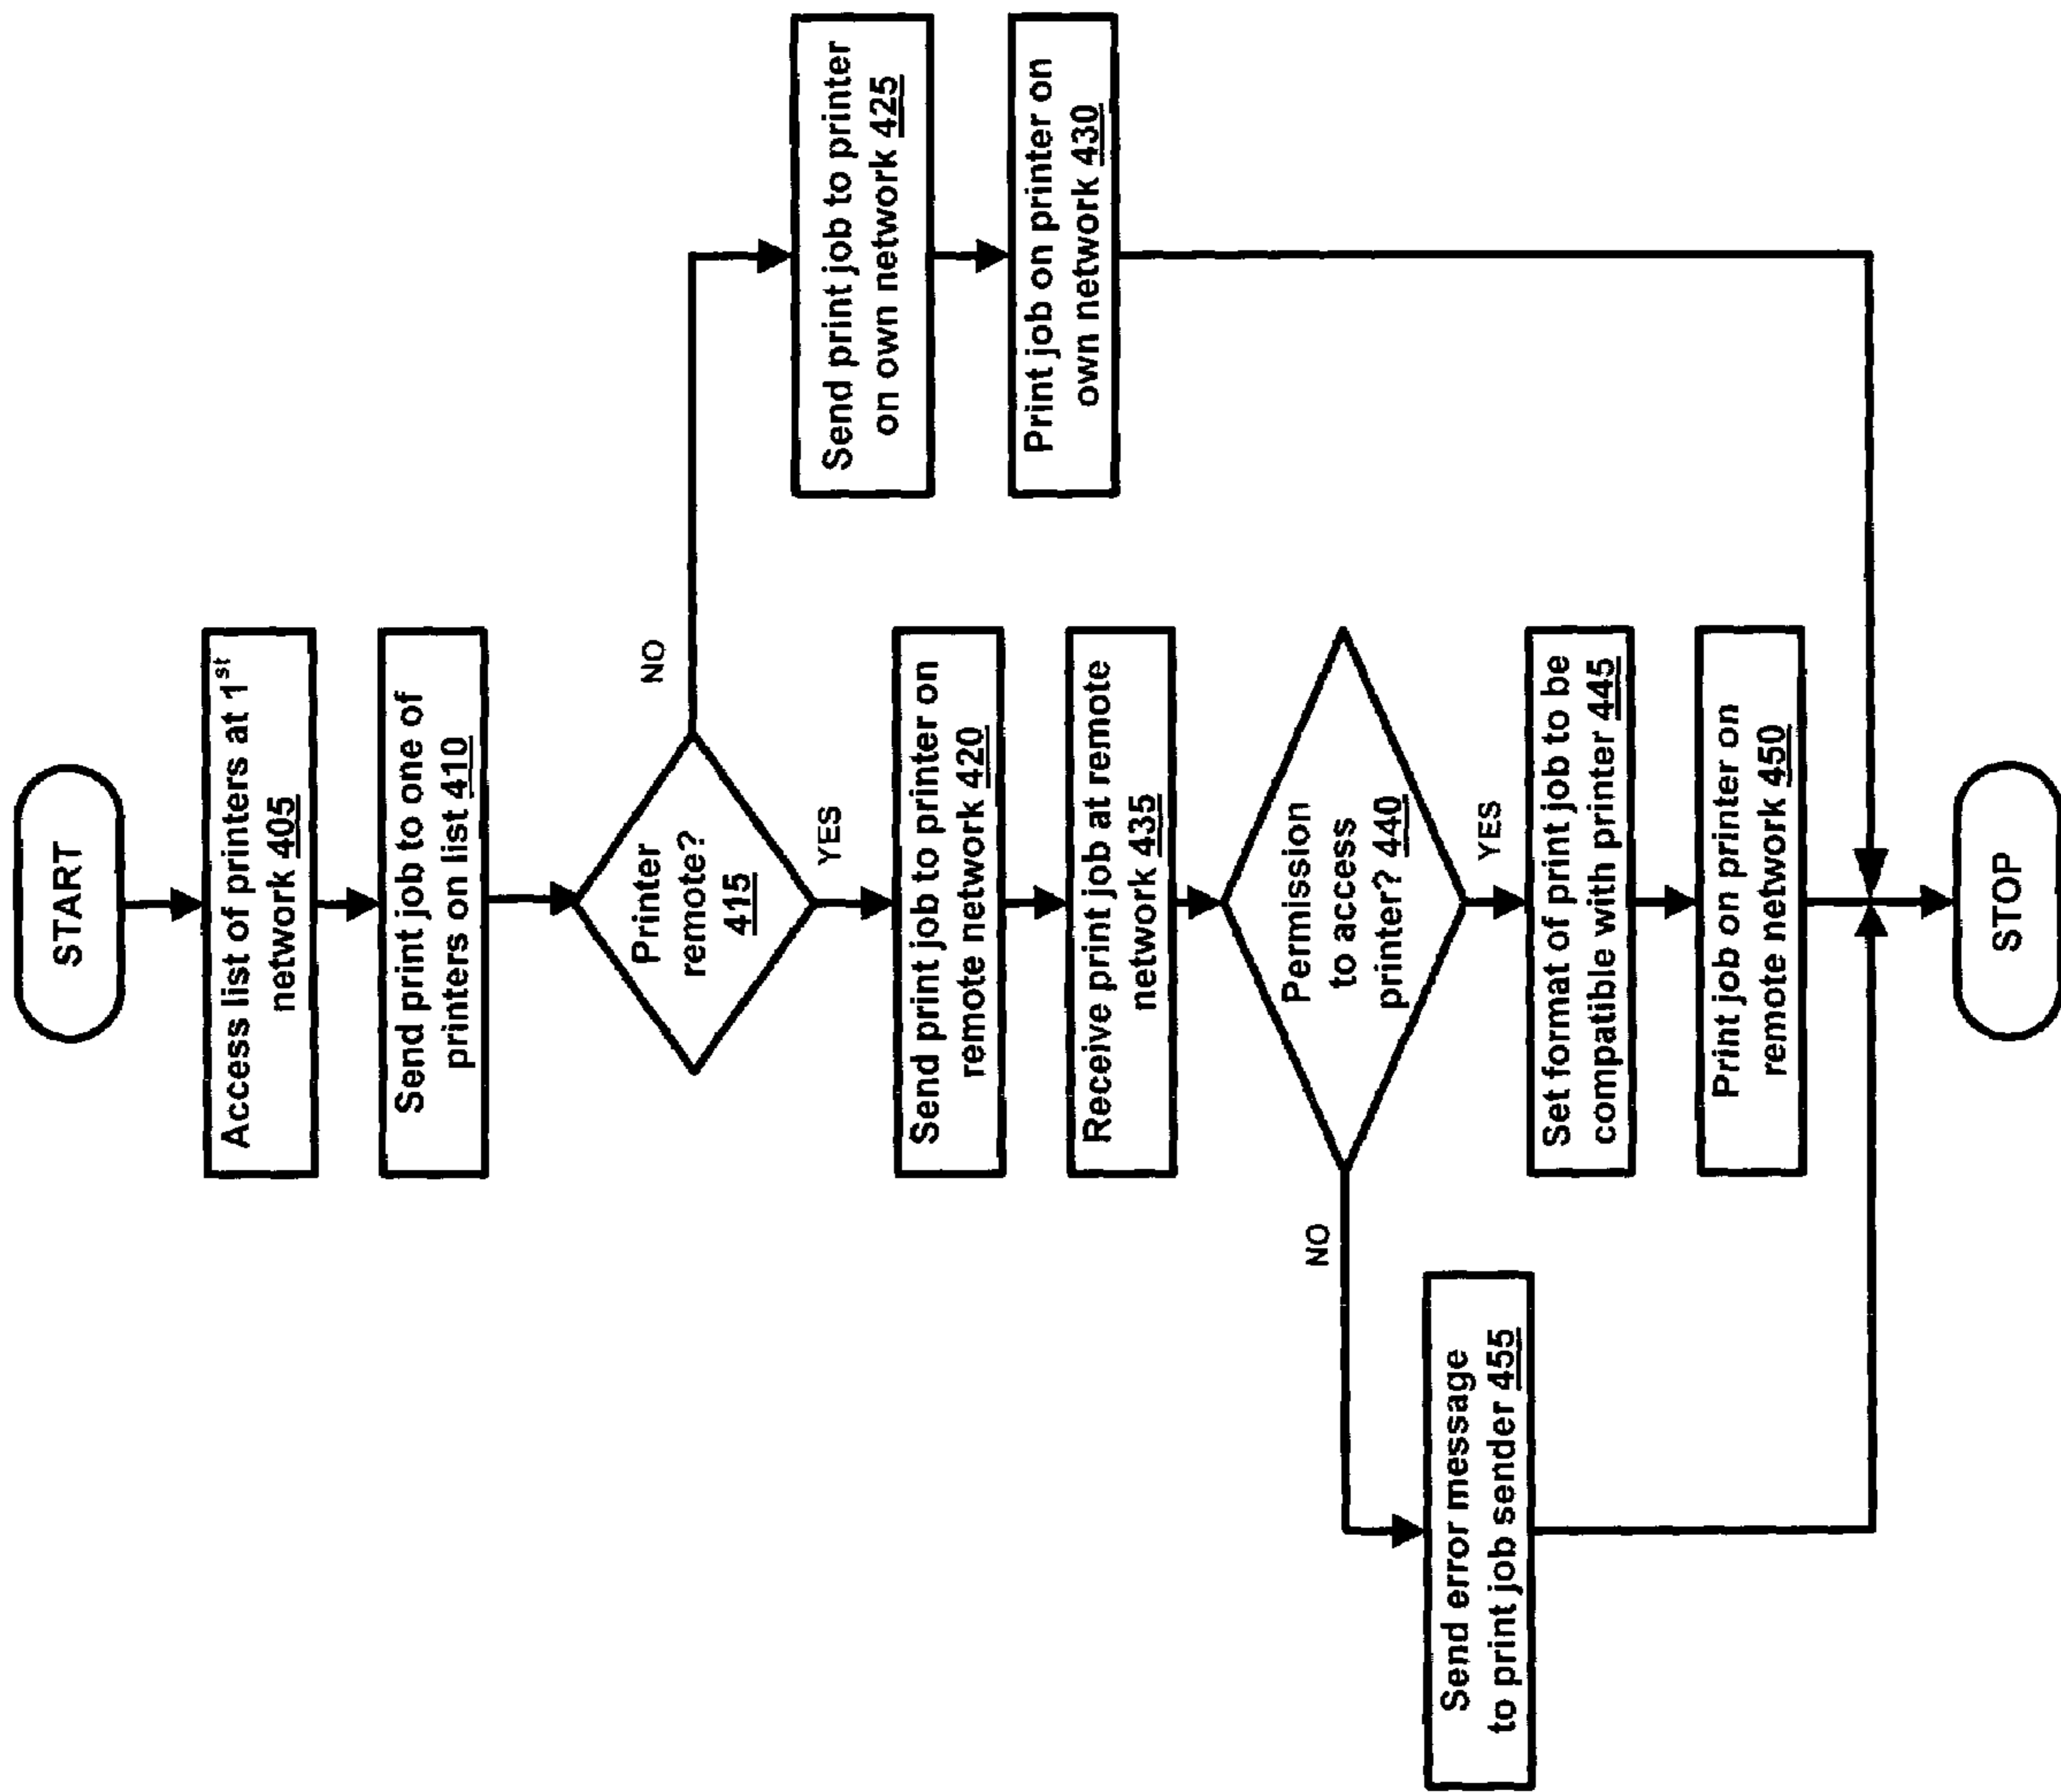 START
Access list of printers at 1st
network 405
Send print job to one of
printers on list 410
Printer
remote?
415
NO
YES
Send print job to printer
on own network 425
Print job on printer on
own network 430
Send print job to printer on
remote network 420
Receive print job at remote
network 435
Permission
to access
printer? 440
NO
YES
Send error message
to print job sender 455
Set format of print job to be
compatible with printer 445
Print job on printer on
remote network 450
STOP